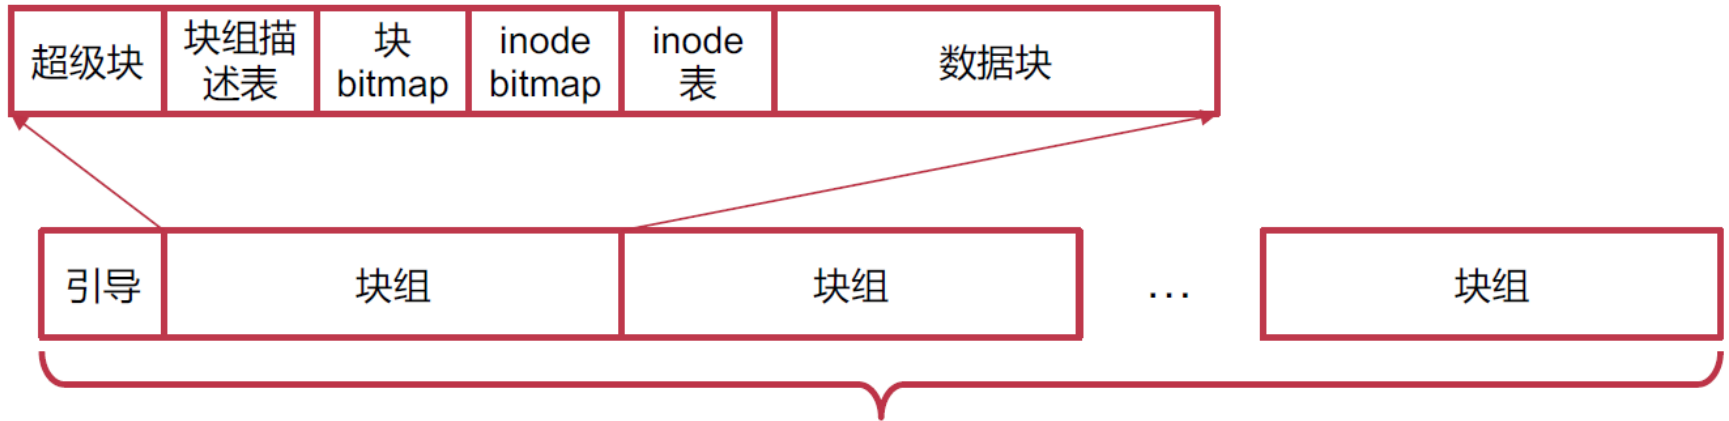 超级块
块组描
述表
块
bitmap
inode
bitmap
inode
表
数据块
引导
块组
块组
...
块组